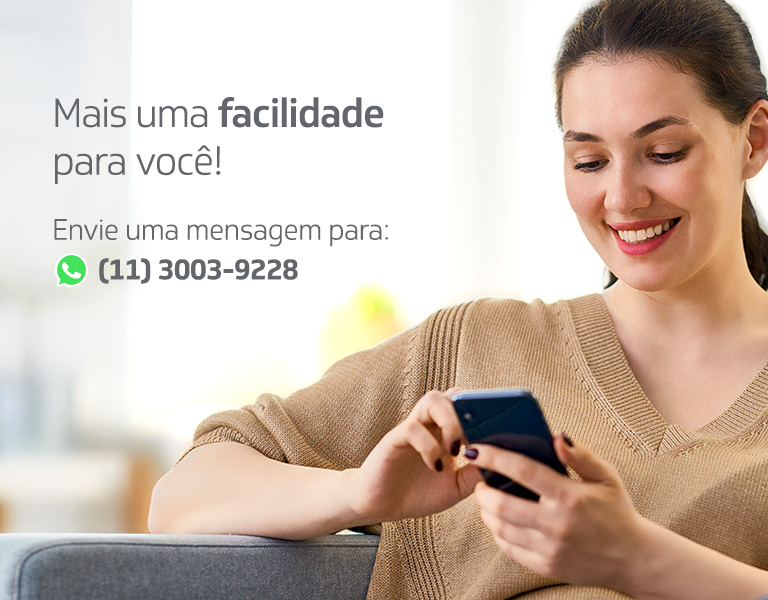 Mais uma facilidade
para você!
Envie uma mensagem para:
(11) 3003-9228